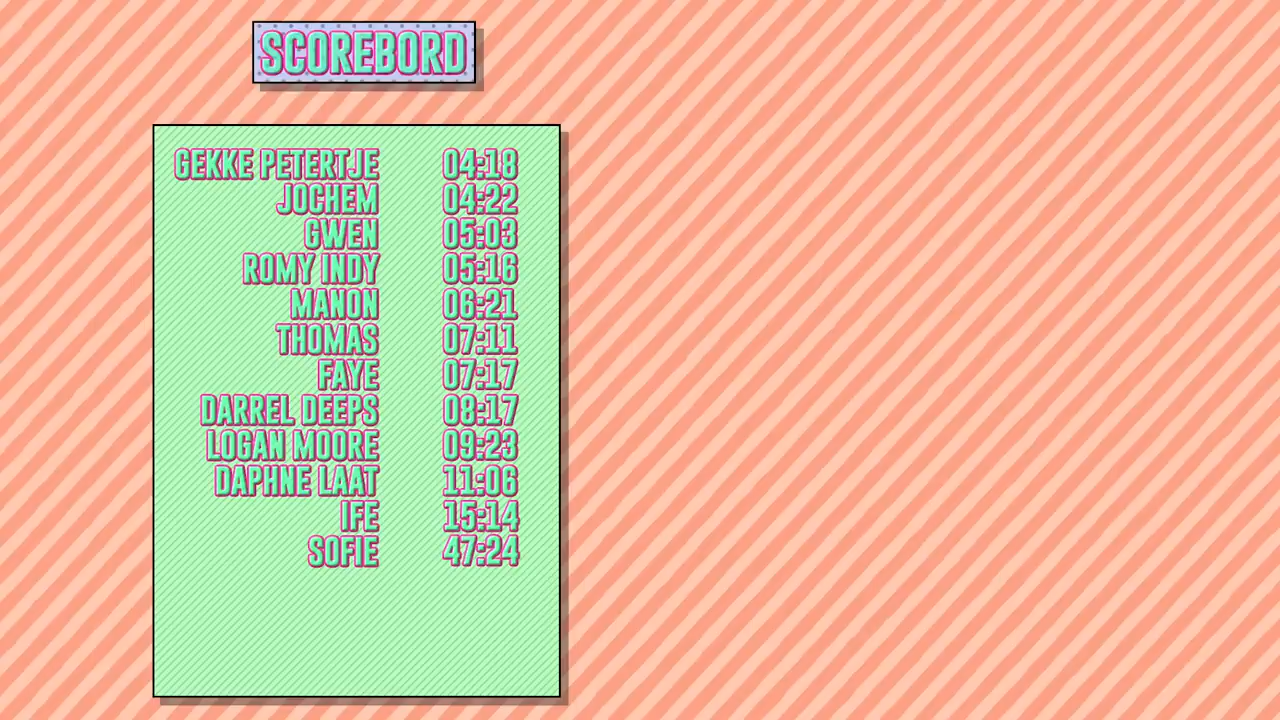 SCOREBORD
GEKKE PETERTJE 04:18
JOCHEM 04:22
GWEN 05:03
ROMY INDY 05:16
MANON 06:21
THOMAS 07:11
FAYE 07:17
DARREL DEEPS 08:17
LOGAN MOORE 09:23
DAPHNE LAAT 11:06
IFE 15:14
SOFIE 47:24